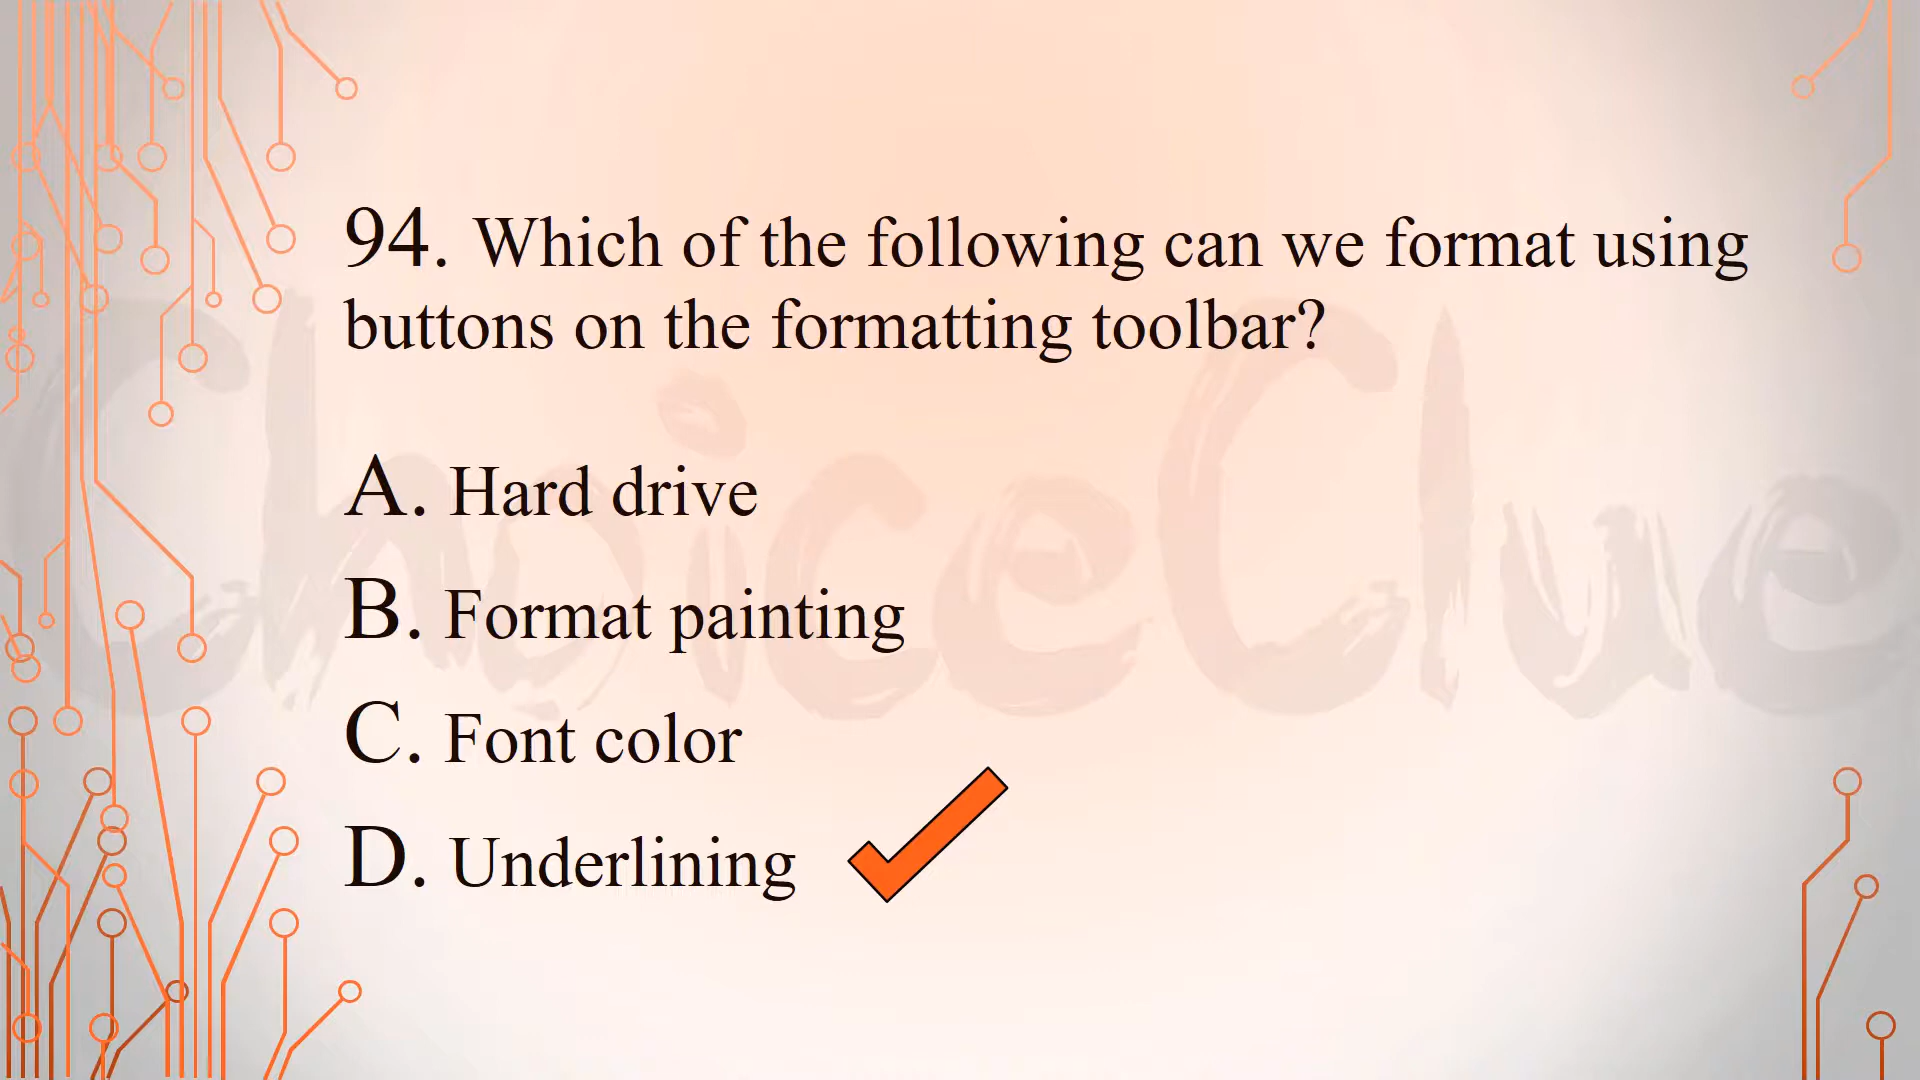 94. Which of the following can we format using
buttons on the formatting toolbar?
A. Hard drive
B. Format painting
C. Font color
D. Underlining
ChoiceClue